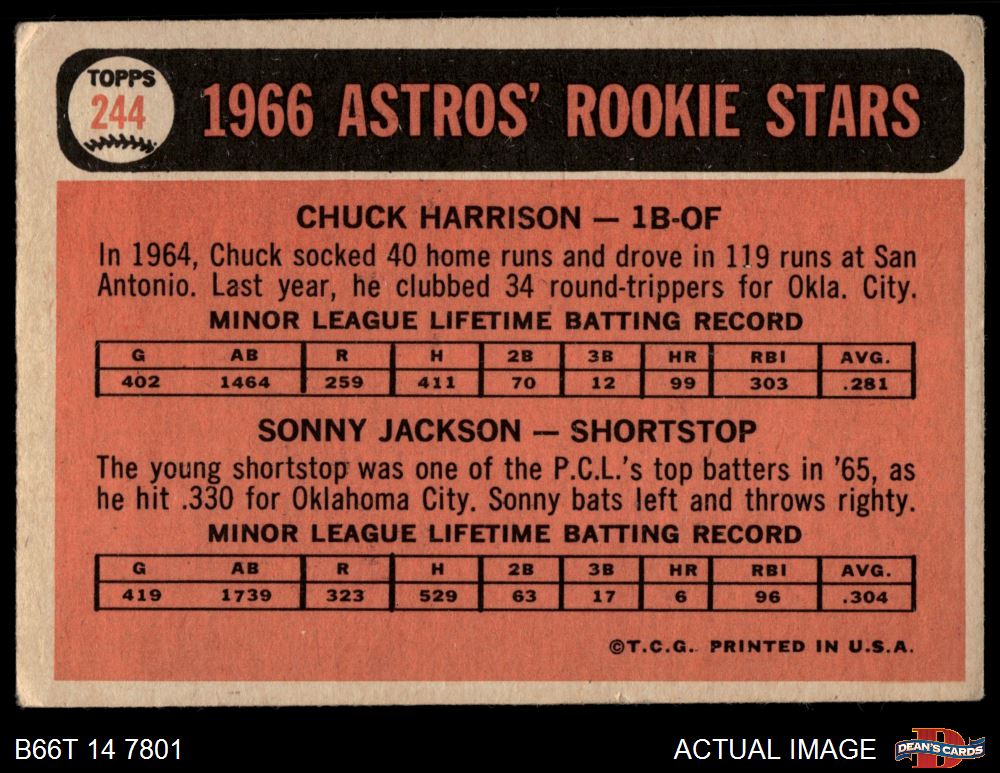 TOPPS
244
1966 ASTROS' ROOKIE STARS
CHUCK HARRISON — 1B-OF
In 1964, Chuck socked 40 home runs and drove in 119 runs at San
Antonio. Last year, he clubbed 34 round-trippers for Okla. City.
MINOR LEAGUE LIFETIME BATTING RECORD
G AB R H 2B 3B HR RBI AVG.
402 1464 259 411 70 12 99 303 .281
SONNY JACKSON — SHORTSTOP
The young shortstop was one of the P.C.L.'s top batters in '65, as
he hit .330 for Oklahoma City. Sonny bats left and throws righty.
MINOR LEAGUE LIFETIME BATTING RECORD
G AB R H 2B 3B HR RBI AVG.
419 1739 323 529 63 17 6 96 .304
©T.C.G. PRINTED IN U.S.A.
B66T 14 7801 ACTUAL IMAGE
D
DEAN'S CARDS